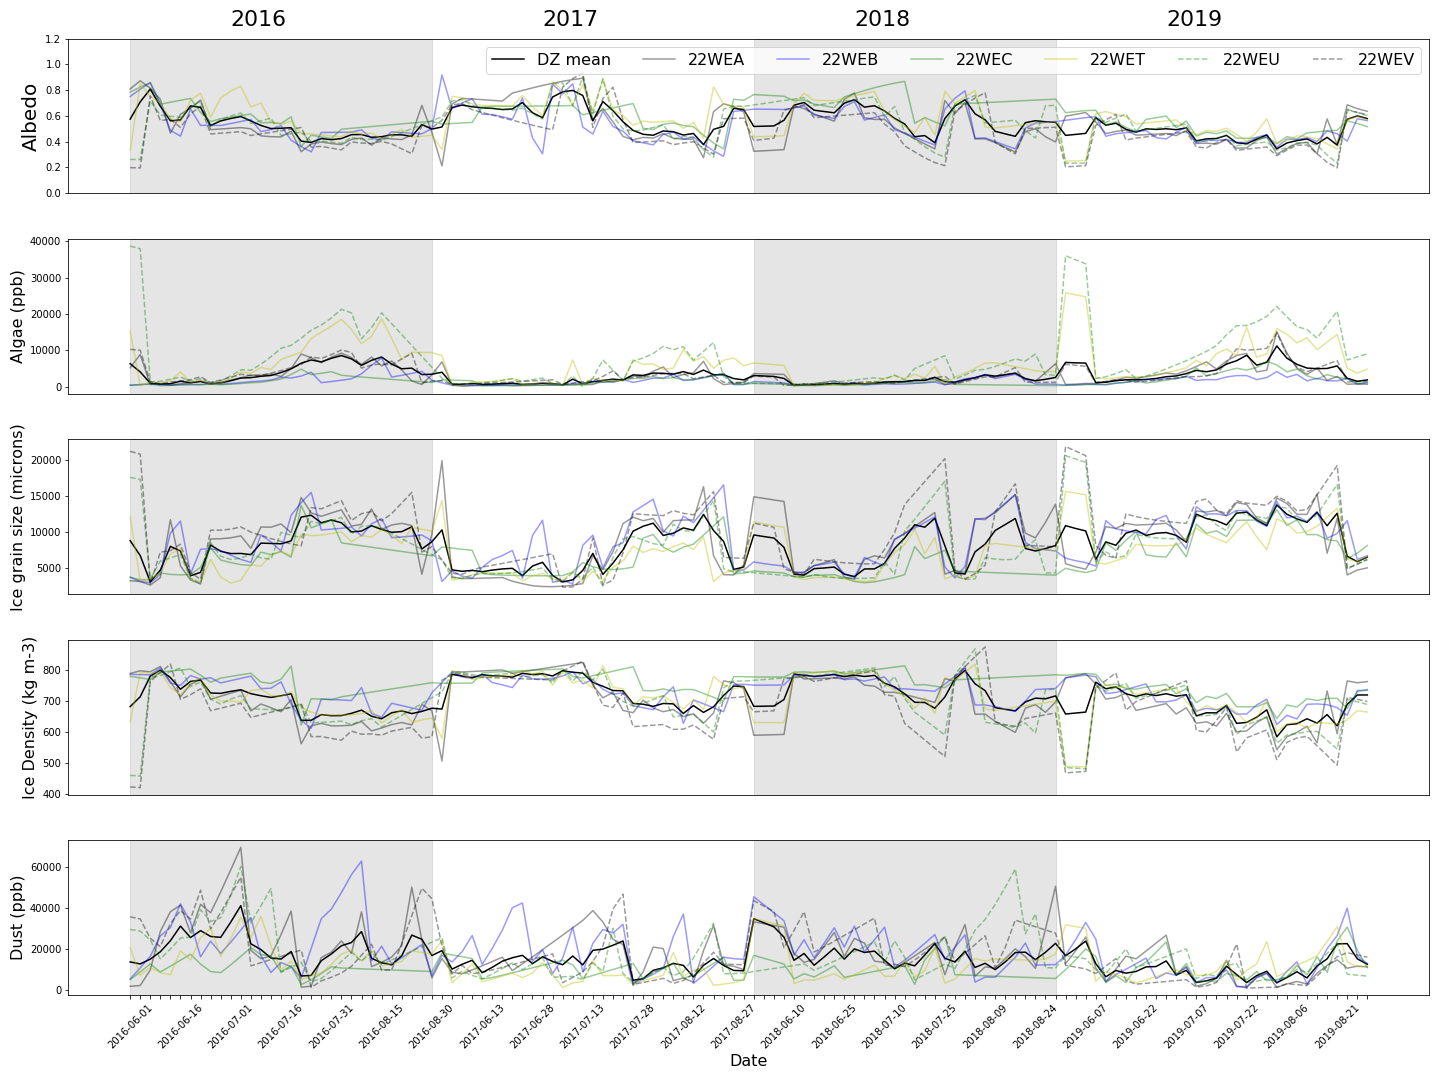 2016 2017 2018 2019
DZ mean 22WEA 22WEB 22WEC 22WET 22WEU 22WEV
Albedo
1.2
1.0
0.8
0.6
0.4
0.2
0.0
Algae (ppb)
40000
30000
20000
10000
0
Ice grain size (microns)
20000
15000
10000
5000
Ice Density (kg m-3)
800
700
600
500
400
Dust (ppb)
60000
40000
20000
0
2016-06-01 2016-06-16 2016-07-01 2016-07-16 2016-07-31 2016-08-15 2016-08-30 2017-06-13 2017-06-28 2017-07-13 2017-07-28 2017-08-12 2017-08-27 2018-06-10 2018-06-25 2018-07-10 2018-07-25 2018-08-09 2018-08-24 2019-06-07 2019-06-22 2019-07-07 2019-07-22 2019-08-06 2019-08-21
Date